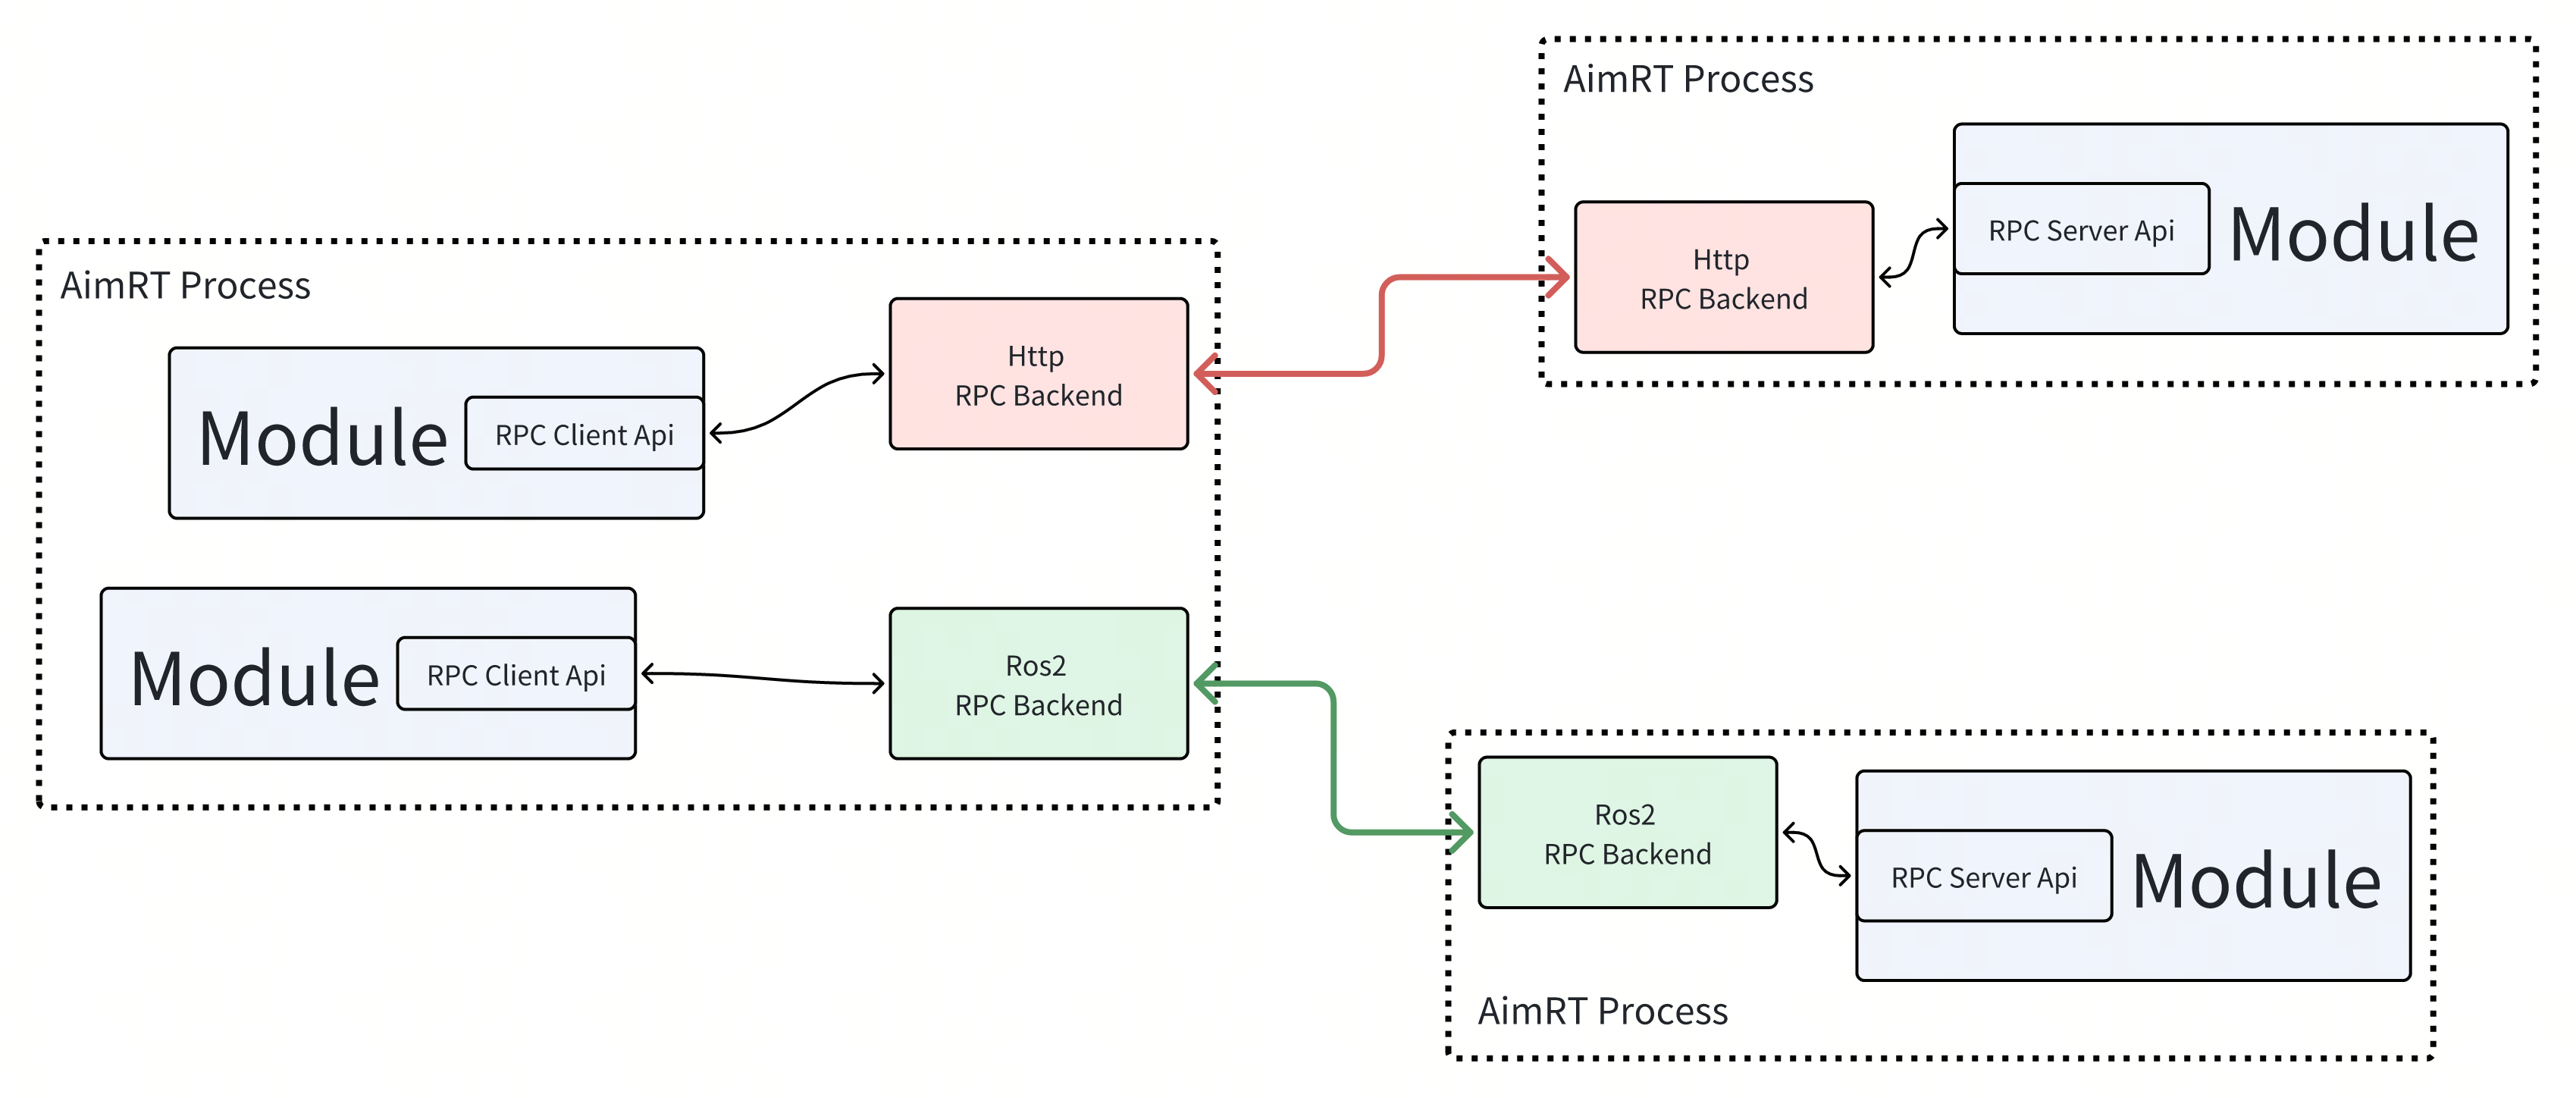 AimRT Process
Module
RPC Client Api
Http
RPC Backend
Module
RPC Client Api
Ros2
RPC Backend
AimRT Process
Http
RPC Backend
RPC Server Api
Module
Ros2
RPC Backend
RPC Server Api
Module
AimRT Process